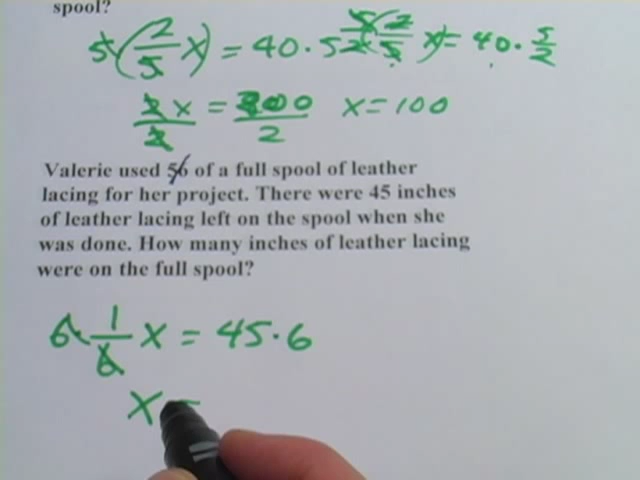 spool?
5(2/5 x) = 40 · 5 5/2(2/5 x) = 40 · 5/2
2x/2 = 200/2 x = 100
Valerie used 5/6 of a full spool of leather
lacing for her project. There were 45 inches
of leather lacing left on the spool when she
was done. How many inches of leather lacing
were on the full spool?
6 · 1/6 x = 45 · 6
x =